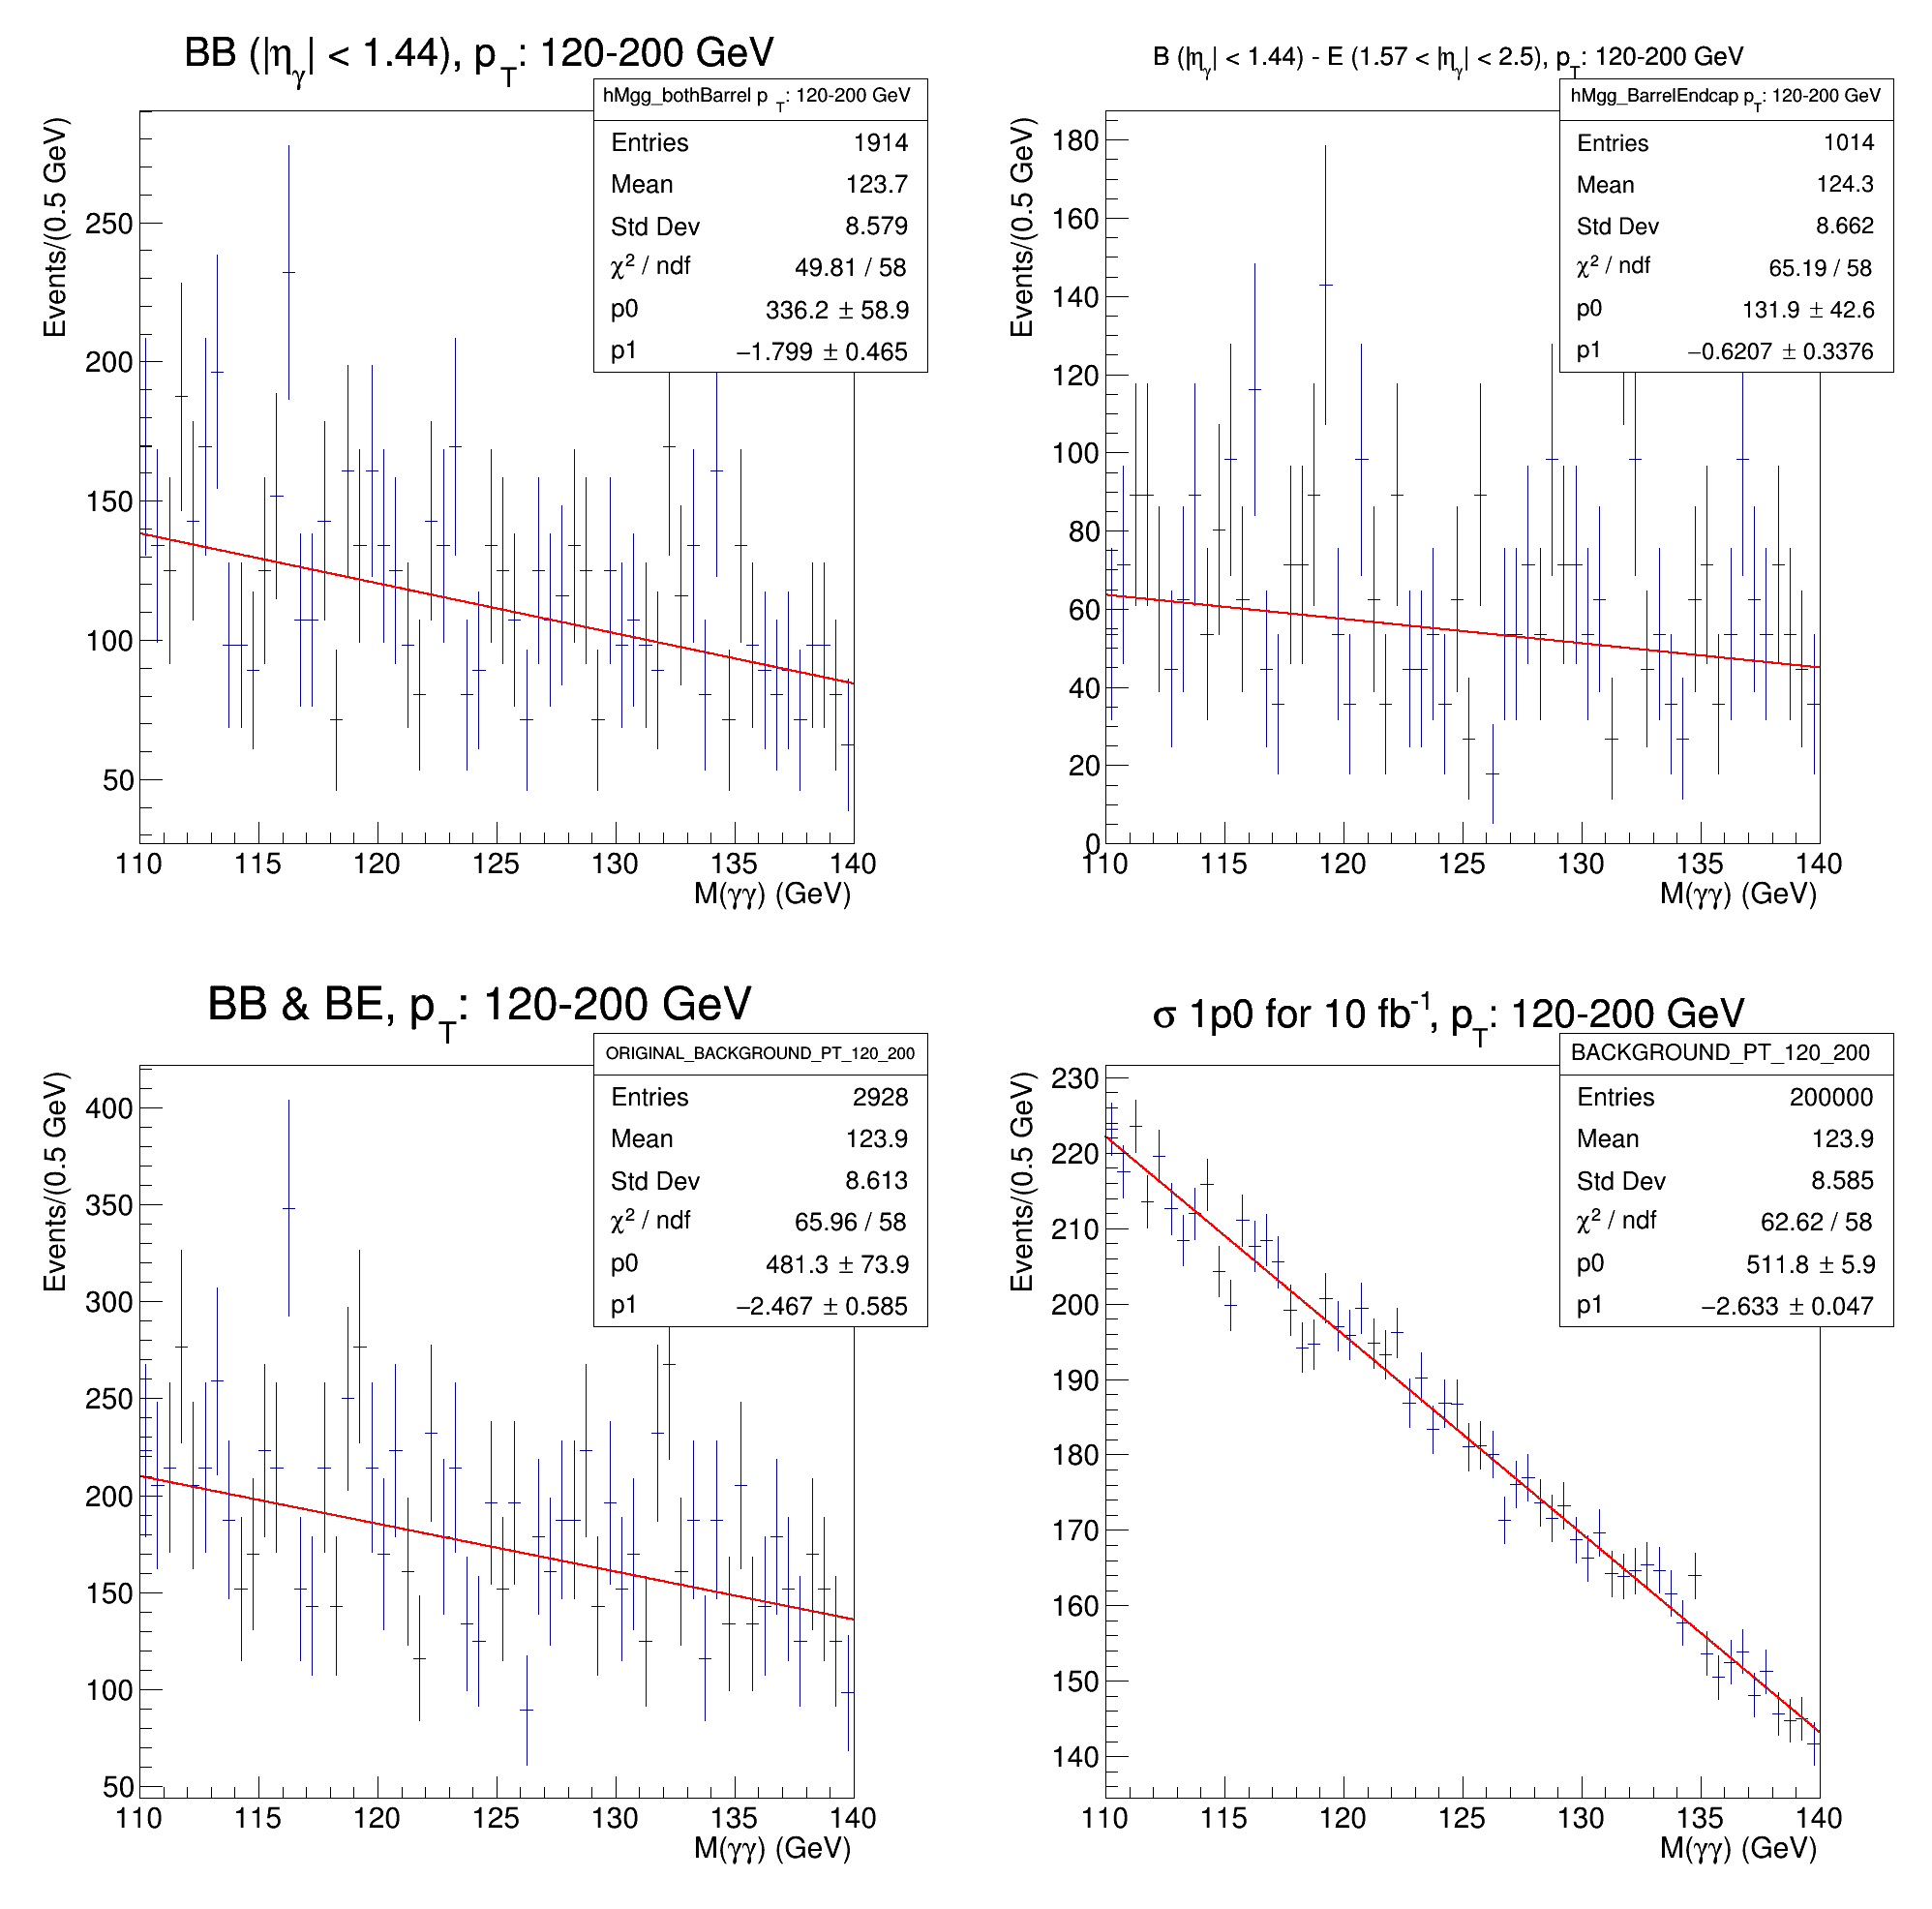 BB (|ηγ| < 1.44), pT: 120-200 GeV
hMgg_bothBarrel pT: 120-200 GeV
Entries 1914
Mean 123.7
Std Dev 8.579
χ² / ndf 49.81 / 58
p0 336.2 ± 58.9
p1 −1.799 ± 0.465
Events/(0.5 GeV)
250
200
150
100
50
110 115 120 125 130 135 140
M(γγ) (GeV)
B (|ηγ| < 1.44) - E (1.57 < |ηγ| < 2.5), pT: 120-200 GeV
hMgg_BarrelEndcap pT: 120-200 GeV
Entries 1014
Mean 124.3
Std Dev 8.662
χ² / ndf 65.19 / 58
p0 131.9 ± 42.6
p1 −0.6207 ± 0.3376
Events/(0.5 GeV)
180
160
140
120
100
80
60
40
20
0
110 115 120 125 130 135 140
M(γγ) (GeV)
BB & BE, pT: 120-200 GeV
ORIGINAL_BACKGROUND_PT_120_200
Entries 2928
Mean 123.9
Std Dev 8.613
χ² / ndf 65.96 / 58
p0 481.3 ± 73.9
p1 −2.467 ± 0.585
Events/(0.5 GeV)
400
350
300
250
200
150
100
50
110 115 120 125 130 135 140
M(γγ) (GeV)
σ 1p0 for 10 fb⁻¹, pT: 120-200 GeV
BACKGROUND_PT_120_200
Entries 200000
Mean 123.9
Std Dev 8.585
χ² / ndf 62.62 / 58
p0 511.8 ± 5.9
p1 −2.633 ± 0.047
Events/(0.5 GeV)
230
220
210
200
190
180
170
160
150
140
110 115 120 125 130 135 140
M(γγ) (GeV)